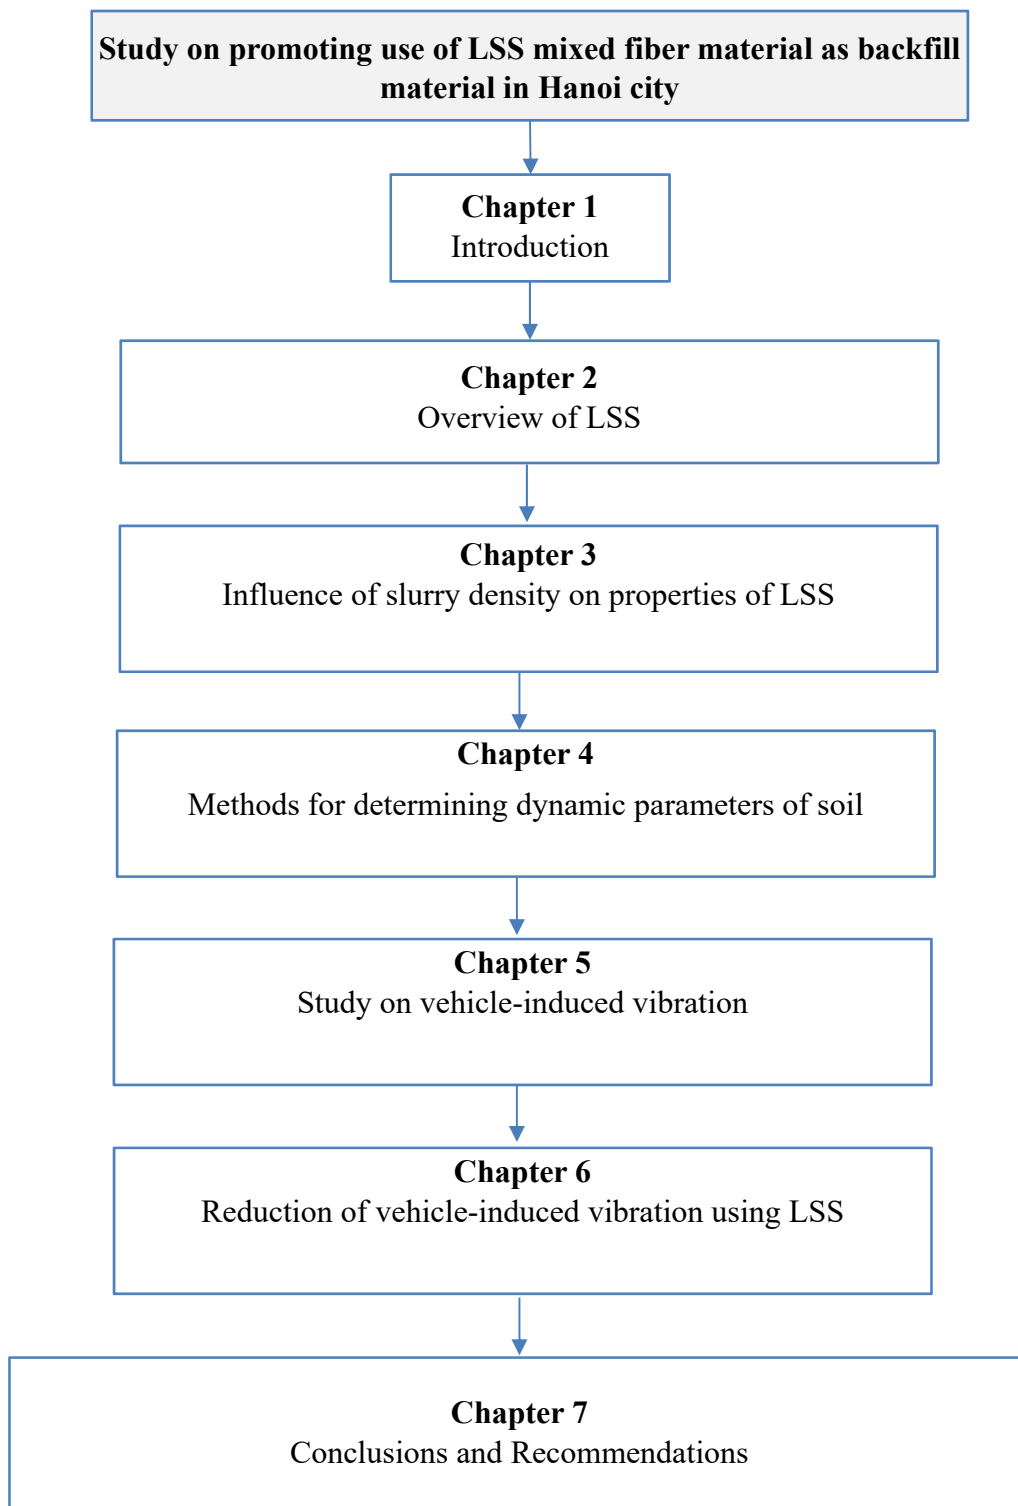 Study on promoting use of LSS mixed fiber material as backfill
material in Hanoi city
Chapter 1
Introduction
Chapter 2
Overview of LSS
Chapter 3
Influence of slurry density on properties of LSS
Chapter 4
Methods for determining dynamic parameters of soil
Chapter 5
Study on vehicle-induced vibration
Chapter 6
Reduction of vehicle-induced vibration using LSS
Chapter 7
Conclusions and Recommendations